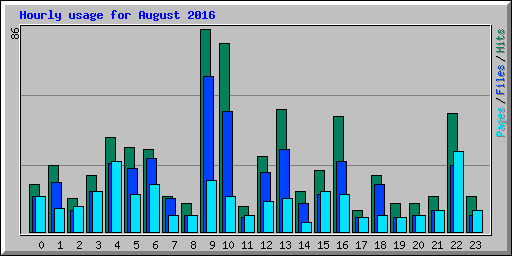 Hourly usage for August 2016
86
Pages/Files/Hits
0 1 2 3 4 5 6 7 8 9 10 11 12 13 14 15 16 17 18 19 20 21 22 23